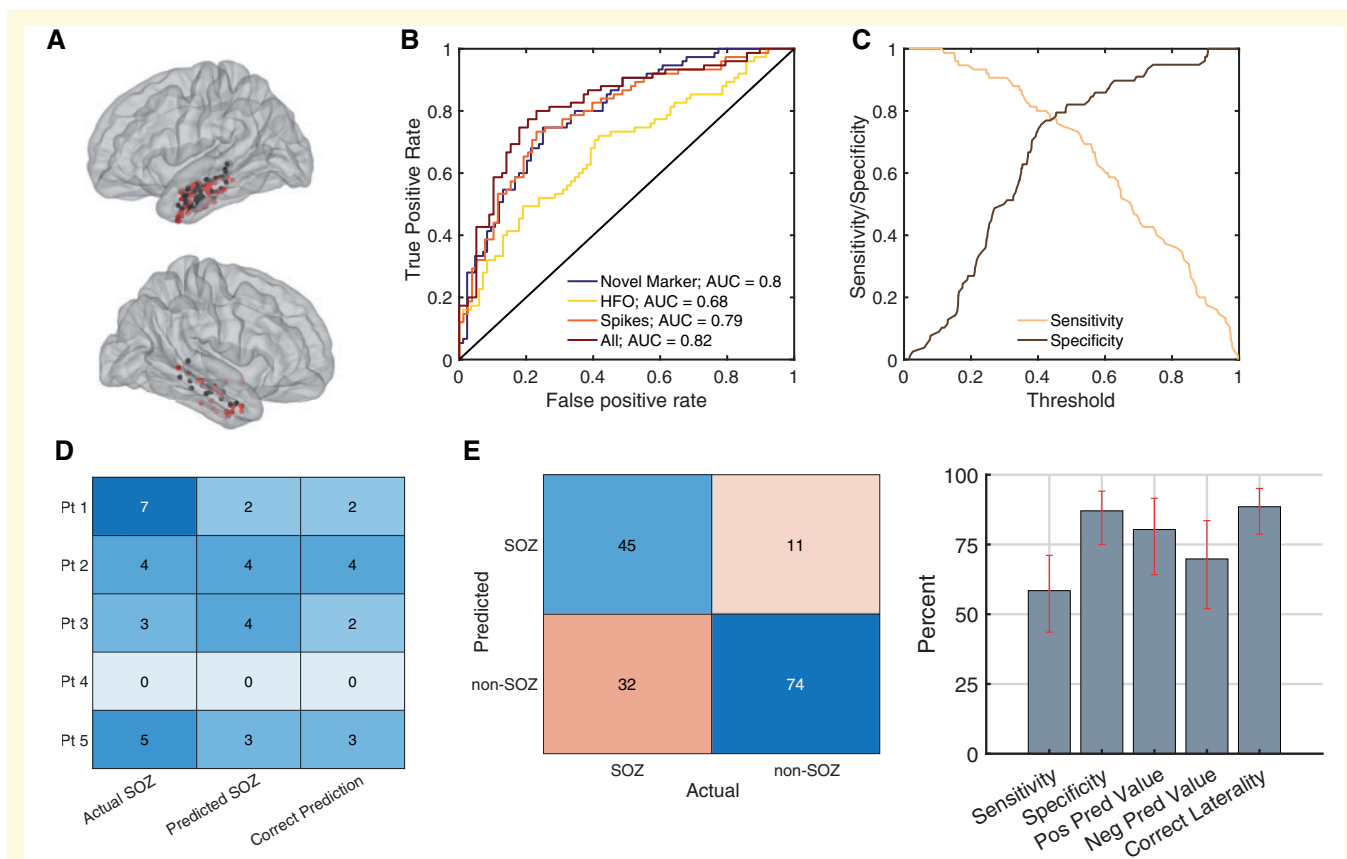 A
B
1
0.8
0.6
0.4
0.2
0
True Positive Rate
Novel Marker; AUC = 0.8
HFO; AUC = 0.68
Spikes; AUC = 0.79
All; AUC = 0.82
0 0.2 0.4 0.6 0.8 1
False positive rate
C
1
0.8
0.6
0.4
0.2
0
Sensitivity/Specificity
Sensitivity
Specificity
0 0.2 0.4 0.6 0.8 1
Threshold
D
Pt 1 7 2 2
Pt 2 4 4 4
Pt 3 3 4 2
Pt 4 0 0 0
Pt 5 5 3 3
Actual SOZ
Predicted SOZ
Correct Prediction
E
Predicted
SOZ 45 11
non-SOZ 32 74
SOZ non-SOZ
Actual
100
75
50
25
0
Percent
Sensitivity
Specificity
Pos Pred Value
Neg Pred Value
Correct Laterality